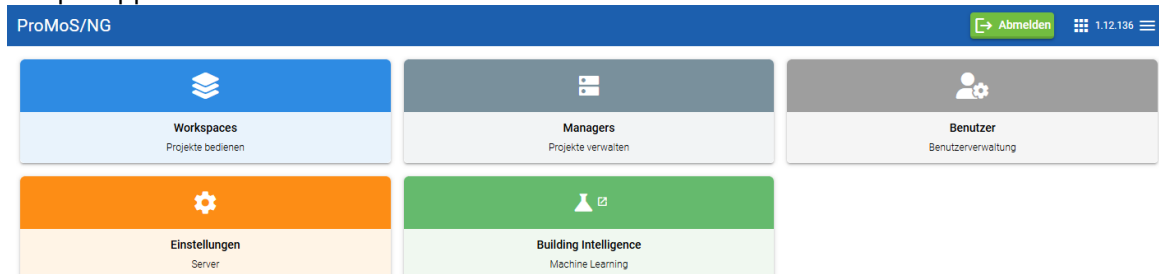 ProMoS/NG
Abmelden
1.12.136
Workspaces
Projekte bedienen
Managers
Projekte verwalten
Benutzer
Benutzerverwaltung
Einstellungen
Server
Building Intelligence
Machine Learning